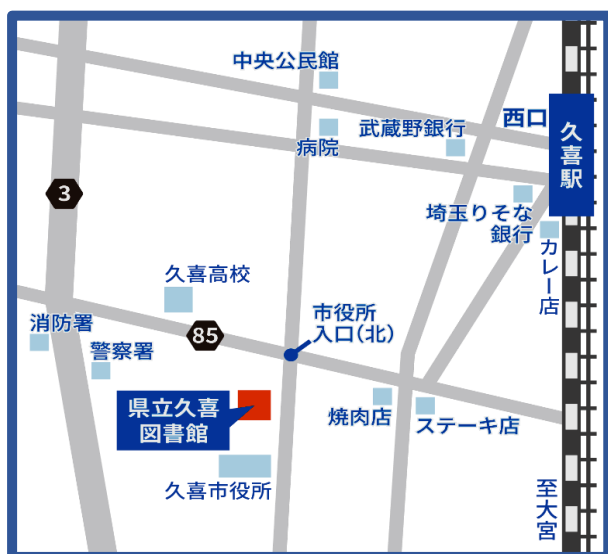 中央公民館
武蔵野銀行
病院
西口
久喜駅
3
埼玉りそな
銀行
カレー店
久喜高校
市役所
入口(北)
消防署
85
警察署
県立久喜
図書館
焼肉店
ステーキ店
久喜市役所
至大宮